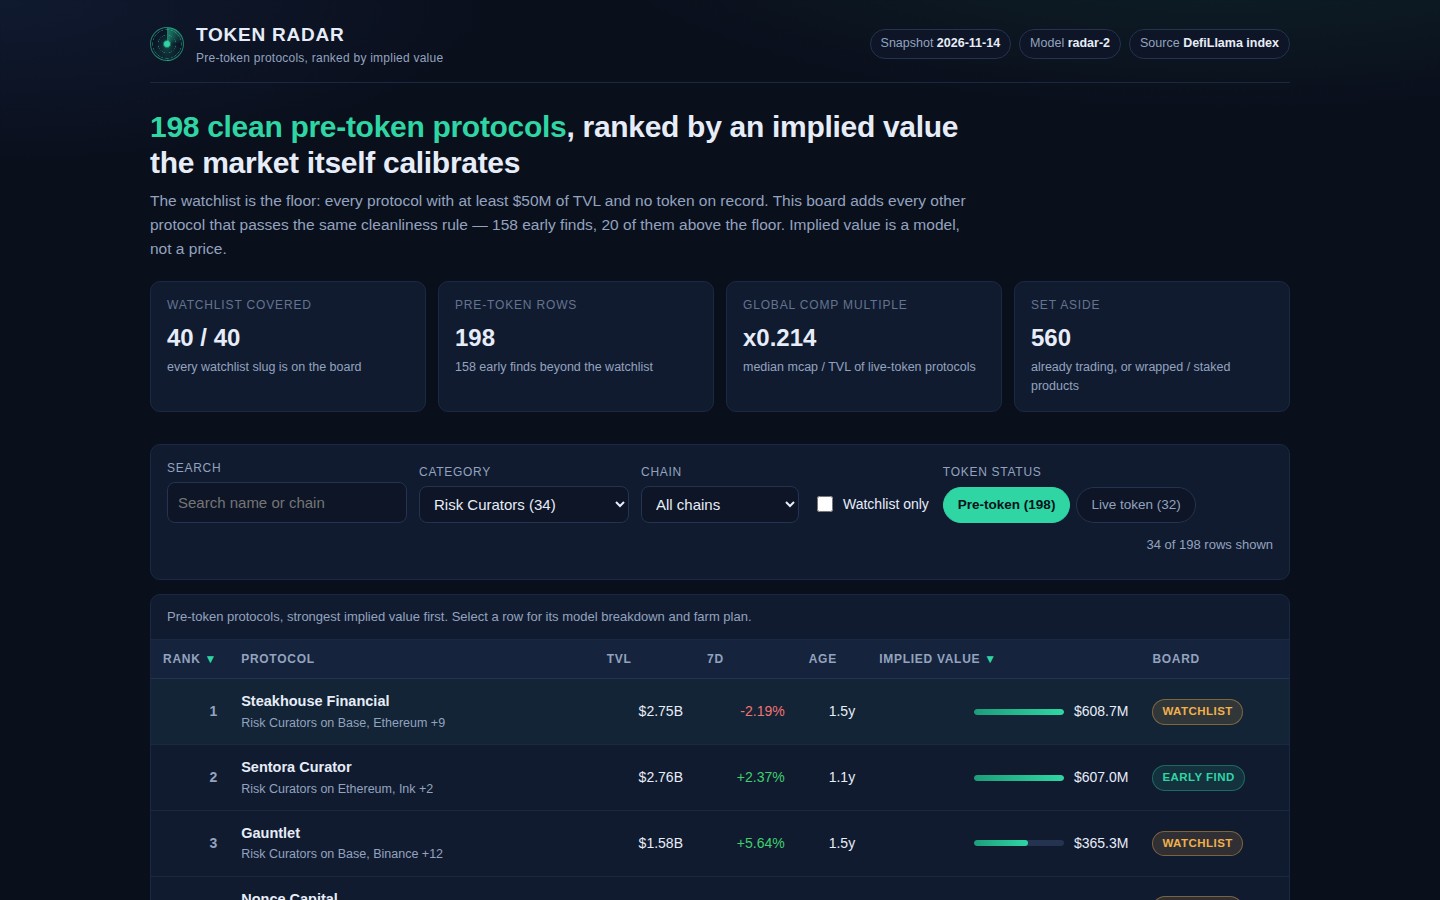 TOKEN RADAR
Pre-token protocols, ranked by implied value
Snapshot 2026-11-14
Model radar-2
Source DefiLlama index
198 clean pre-token protocols, ranked by an implied value
the market itself calibrates
The watchlist is the floor: every protocol with at least $50M of TVL and no token on record. This board adds every other
protocol that passes the same cleanliness rule — 158 early finds, 20 of them above the floor. Implied value is a model,
not a price.
WATCHLIST COVERED
40 / 40
every watchlist slug is on the board
PRE-TOKEN ROWS
198
158 early finds beyond the watchlist
GLOBAL COMP MULTIPLE
x0.214
median mcap / TVL of live-token protocols
SET ASIDE
560
already trading, or wrapped / staked
products
SEARCH
Search name or chain
CATEGORY
Risk Curators (34)
CHAIN
All chains
Watchlist only
TOKEN STATUS
Pre-token (198)
Live token (32)
34 of 198 rows shown
Pre-token protocols, strongest implied value first. Select a row for its model breakdown and farm plan.
RANK ▼ PROTOCOL TVL 7D AGE IMPLIED VALUE ▼ BOARD
1 Steakhouse Financial $2.75B -2.19% 1.5y $608.7M WATCHLIST
Risk Curators on Base, Ethereum +9
2 Sentora Curator $2.76B +2.37% 1.1y $607.0M EARLY FIND
Risk Curators on Ethereum, Ink +2
3 Gauntlet $1.58B +5.64% 1.5y $365.3M WATCHLIST
Risk Curators on Base, Binance +12
Nonce Capital